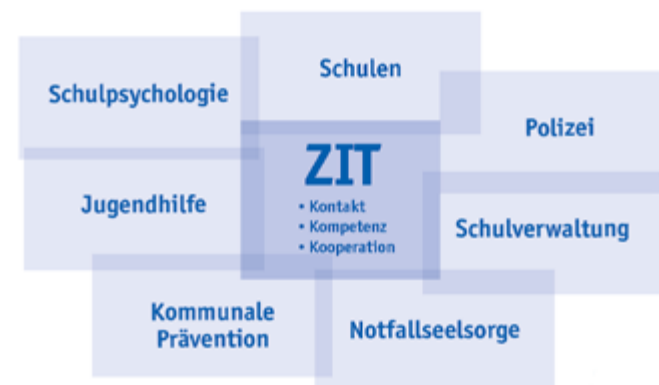 Schulen
Schulpsychologie
Polizei
ZIT
• Kontakt
• Kompetenz
• Kooperation
Jugendhilfe
Schulverwaltung
Kommunale
Prävention
Notfallseelsorge